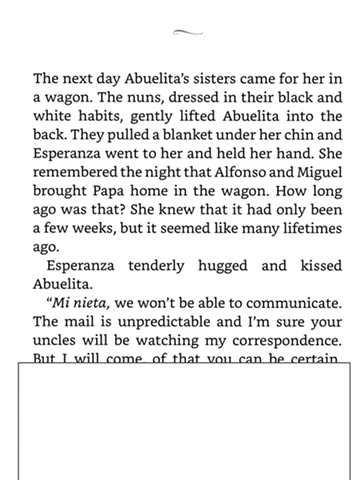 The next day Abuelita’s sisters came for her in
a wagon. The nuns, dressed in their black and
white habits, gently lifted Abuelita into the
back. They pulled a blanket under her chin and
Esperanza went to her and held her hand. She
remembered the night that Alfonso and Miguel
brought Papa home in the wagon. How long
ago was that? She knew that it had only been
a few weeks, but it seemed like many lifetimes
ago.
Esperanza tenderly hugged and kissed
Abuelita.
“Mi nieta, we won’t be able to communicate.
The mail is unpredictable and I’m sure your
uncles will be watching my correspondence.
But I will come, of that you can be certain.